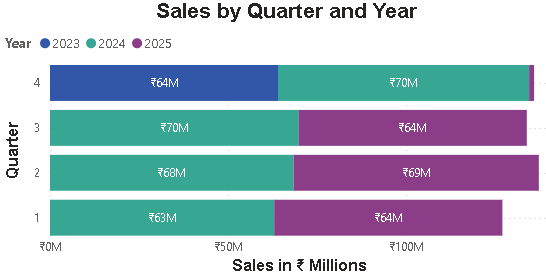 Sales by Quarter and Year
Year 2023 2024 2025
Quarter
4 ₹64M ₹70M
3 ₹70M ₹64M
2 ₹68M ₹69M
1 ₹63M ₹64M
₹0M ₹50M ₹100M
Sales in ₹ Millions